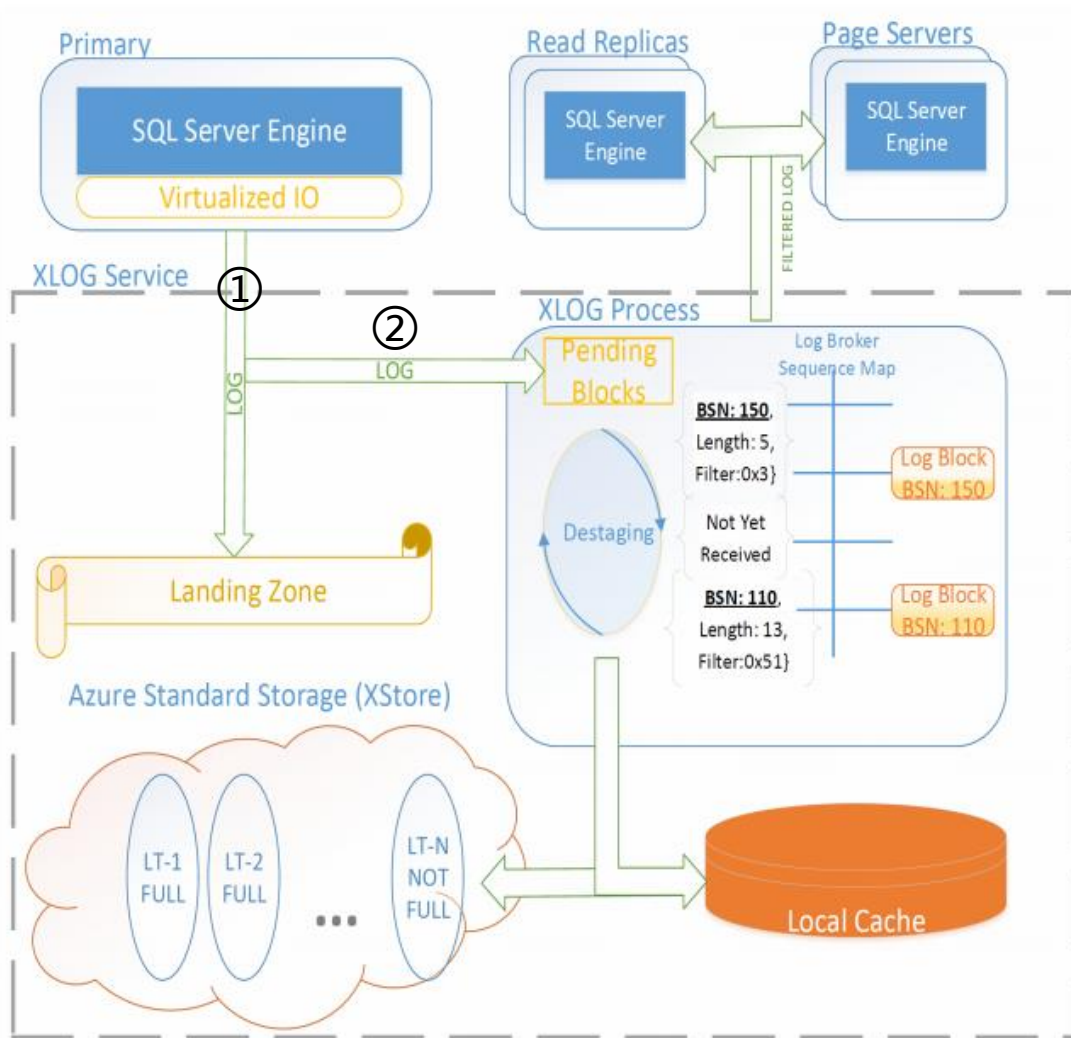 Primary
SQL Server Engine
Virtualized IO
Read Replicas
SQL Server
Engine
Page Servers
SQL Server
Engine
FILTERED LOG
XLOG Service
①
②
LOG
LOG
XLOG Process
Pending
Blocks
Log Broker
Sequence Map
BSN: 150,
Length: 5,
Filter:0x3}
Log Block
BSN: 150
Destaging
Not Yet
Received
BSN: 110,
Length: 13,
Filter:0x51}
Log Block
BSN: 110
Landing Zone
Azure Standard Storage (XStore)
LT-1
FULL
LT-2
FULL
...
LT-N
NOT
FULL
Local Cache